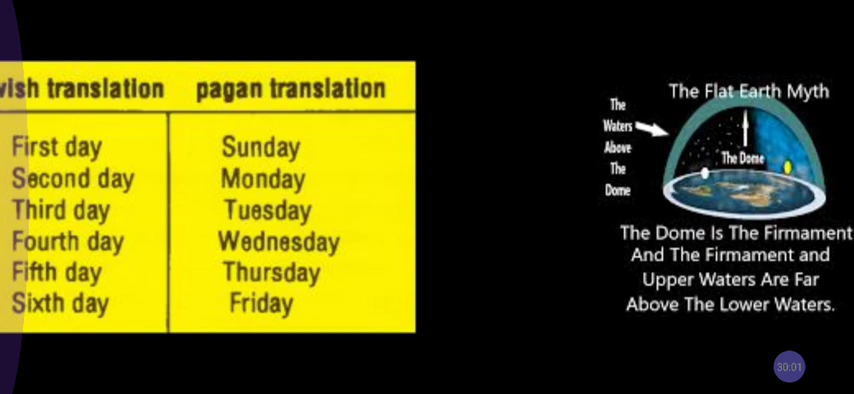 wish translation pagan translation
First day Sunday
Second day Monday
Third day Tuesday
Fourth day Wednesday
Fifth day Thursday
Sixth day Friday
The Flat Earth Myth
The
Waters
Above
The
Dome
The Dome
The Dome Is The Firmament
And The Firmament and
Upper Waters Are Far
Above The Lower Waters.
30:01